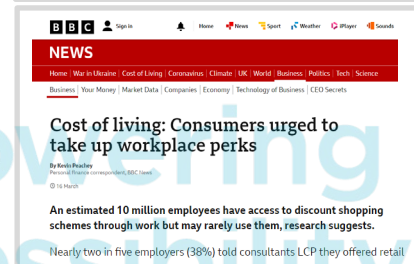 BBC Sign in Home News Sport Weather iPlayer Sounds
NEWS
Home | War in Ukraine | Cost of Living | Coronavirus | Climate | UK | World | Business | Politics | Tech | Science
Business | Your Money | Market Data | Companies | Economy | Technology of Business | CEO Secrets
Cost of living: Consumers urged to
take up workplace perks
By Kevin Peachey
Personal finance correspondent, BBC News
16 March
An estimated 10 million employees have access to discount shopping
schemes through work but may rarely use them, research suggests.
Nearly two in five employers (38%) told consultants LCP they offered retail